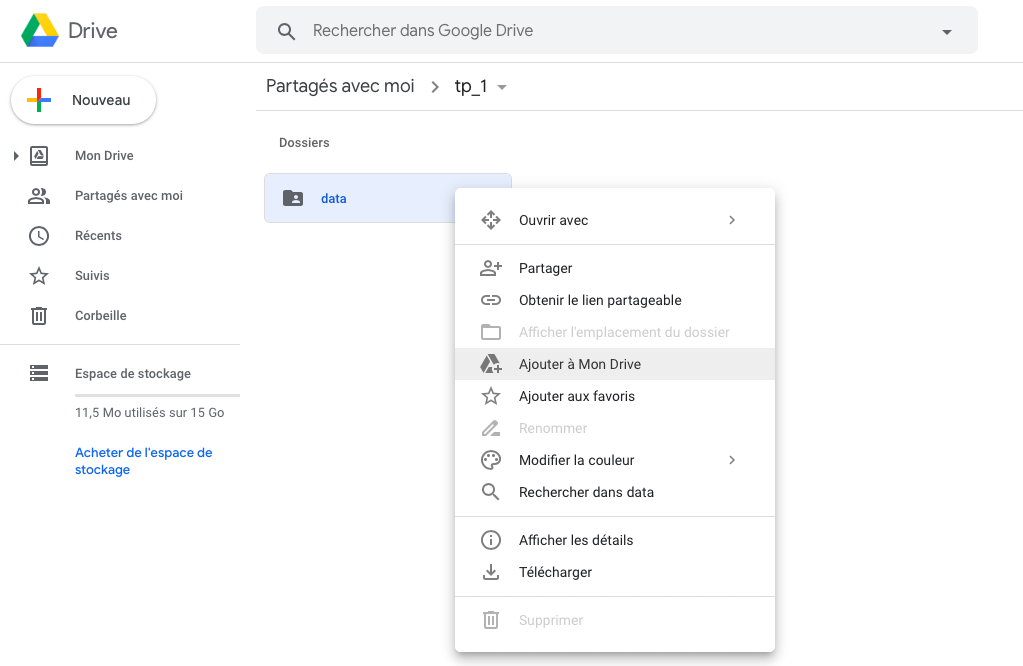 Drive
Rechercher dans Google Drive
Nouveau
Partagés avec moi > tp_1
Mon Drive
Partagés avec moi
Récents
Suivis
Corbeille
Espace de stockage
11,5 Mo utilisés sur 15 Go
Acheter de l'espace de
stockage
Dossiers
data
Ouvrir avec
Partager
Obtenir le lien partageable
Afficher l'emplacement du dossier
Ajouter à Mon Drive
Ajouter aux favoris
Renommer
Modifier la couleur
Rechercher dans data
Afficher les détails
Télécharger
Supprimer